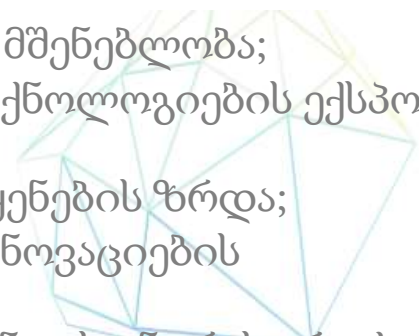 მშენებლობა;
ქნოლოგიების ექსპო
ყენების ზრდა;
ნოვაციების